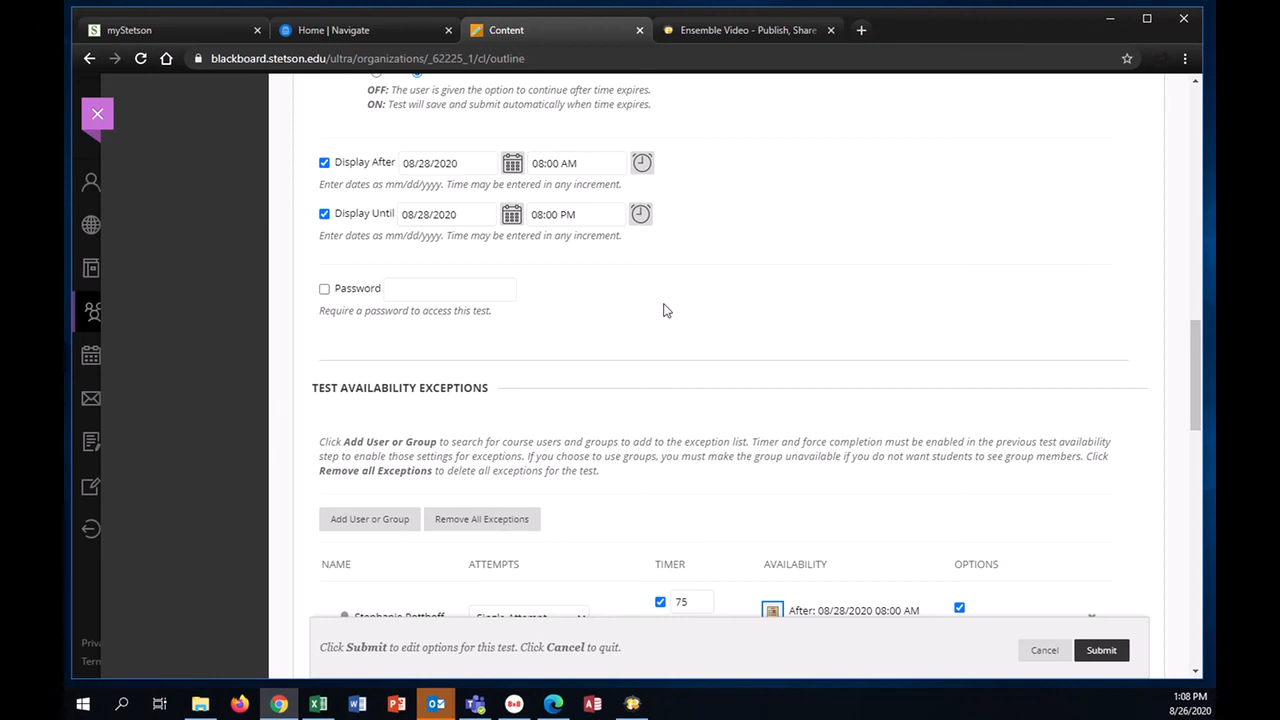 myStetson
Home | Navigate
Content
Ensemble Video - Publish, Share
blackboard.stetson.edu/ultra/organizations/_62225_1/cl/outline
OFF: The user is given the option to continue after time expires.
ON: Test will save and submit automatically when time expires.
Display After 08/28/2020 08:00 AM
Enter dates as mm/dd/yyyy. Time may be entered in any increment.
Display Until 08/28/2020 08:00 PM
Enter dates as mm/dd/yyyy. Time may be entered in any increment.
Password
Require a password to access this test.
TEST AVAILABILITY EXCEPTIONS
Click Add User or Group to search for course users and groups to add to the exception list. Timer and force completion must be enabled in the previous test availability
step to enable those settings for exceptions. If you choose to use groups, you must make the group unavailable if you do not want students to see group members. Click
Remove all Exceptions to delete all exceptions for the test.
Add User or Group Remove All Exceptions
NAME ATTEMPTS TIMER AVAILABILITY OPTIONS
Stephanie Potthoff Single Attempt 75 After: 08/28/2020 08:00 AM
Click Submit to edit options for this test. Click Cancel to quit.
Cancel Submit
Priv
Term
1:08 PM
8/26/2020